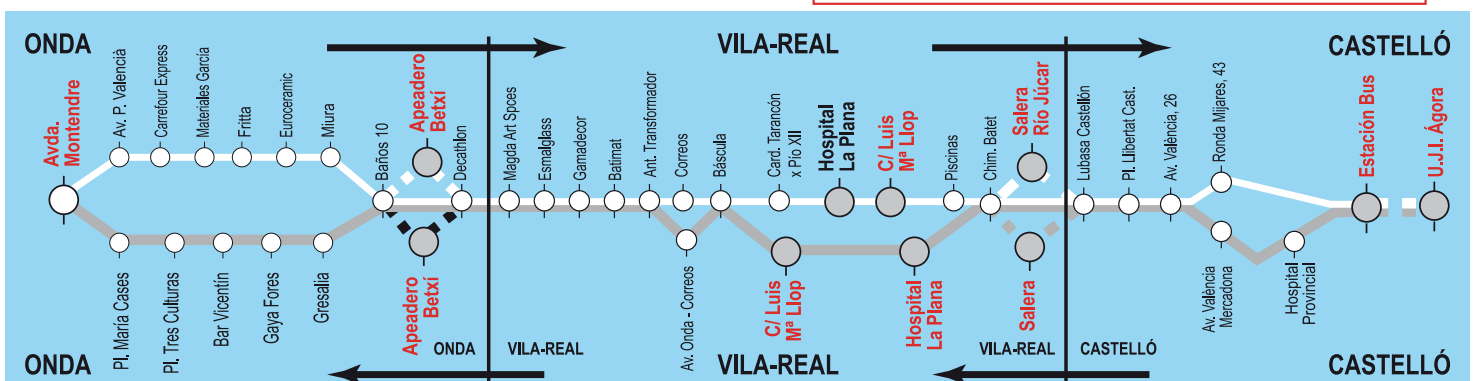 ONDA
VILA-REAL
CASTELLÓ
Avda.
Montendre
Av. P. Valencià
Carrefour Express
Materiales García
Fritta
Euroceramic
Miura
Baños 10
Apeadero
Betxí
Decathlon
Magda Art Spces
Esmalglass
Gamadecor
Batimat
Ant. Transformador
Correos
Báscula
Card. Tarancón
x Pío XII
Hospital
La Plana
C/ Luis
Mª Llop
Piscinas
Chim. Batet
Salera
Río Júcar
Lubasa Castellón
Pl. Llibertat Cast.
Av. València, 26
Ronda Mijares, 43
Estación Bus
U.J.I. Ágora
Pl. María Cases
Pl. Tres Culturas
Bar Vicentín
Gaya Fores
Gresalia
Apeadero
Betxí
Av. Onda - Correos
C/ Luis
Mª Llop
Hospital
La Plana
Salera
Av. València
Mercadona
Hospital
Provincial
ONDA
VILA-REAL
VILA-REAL
CASTELLÓ
ONDA
VILA-REAL
CASTELLÓ